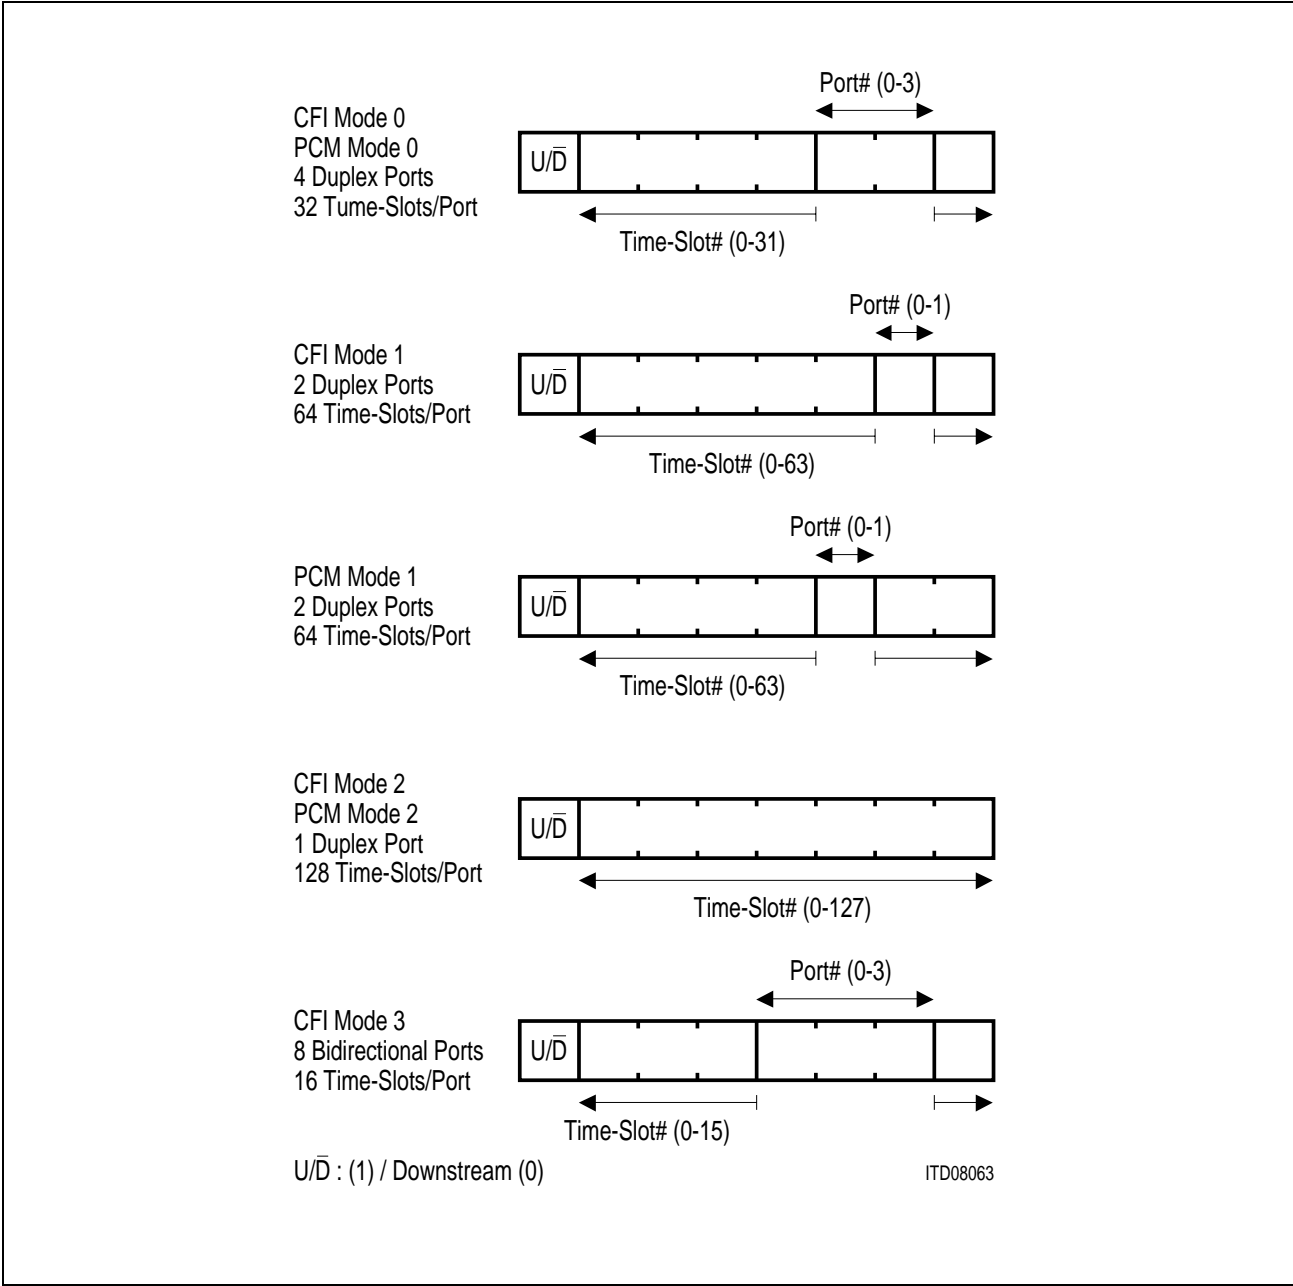 Port# (0-3)
CFI Mode 0
PCM Mode 0
4 Duplex Ports
32 Tume-Slots/Port
U/D̅
Time-Slot# (0-31)
Port# (0-1)
CFI Mode 1
2 Duplex Ports
64 Time-Slots/Port
U/D̅
Time-Slot# (0-63)
Port# (0-1)
PCM Mode 1
2 Duplex Ports
64 Time-Slots/Port
U/D̅
Time-Slot# (0-63)
CFI Mode 2
PCM Mode 2
1 Duplex Port
128 Time-Slots/Port
U/D̅
Time-Slot# (0-127)
Port# (0-3)
CFI Mode 3
8 Bidirectional Ports
16 Time-Slots/Port
U/D̅
Time-Slot# (0-15)
U/D̅ : (1) / Downstream (0)
ITD08063